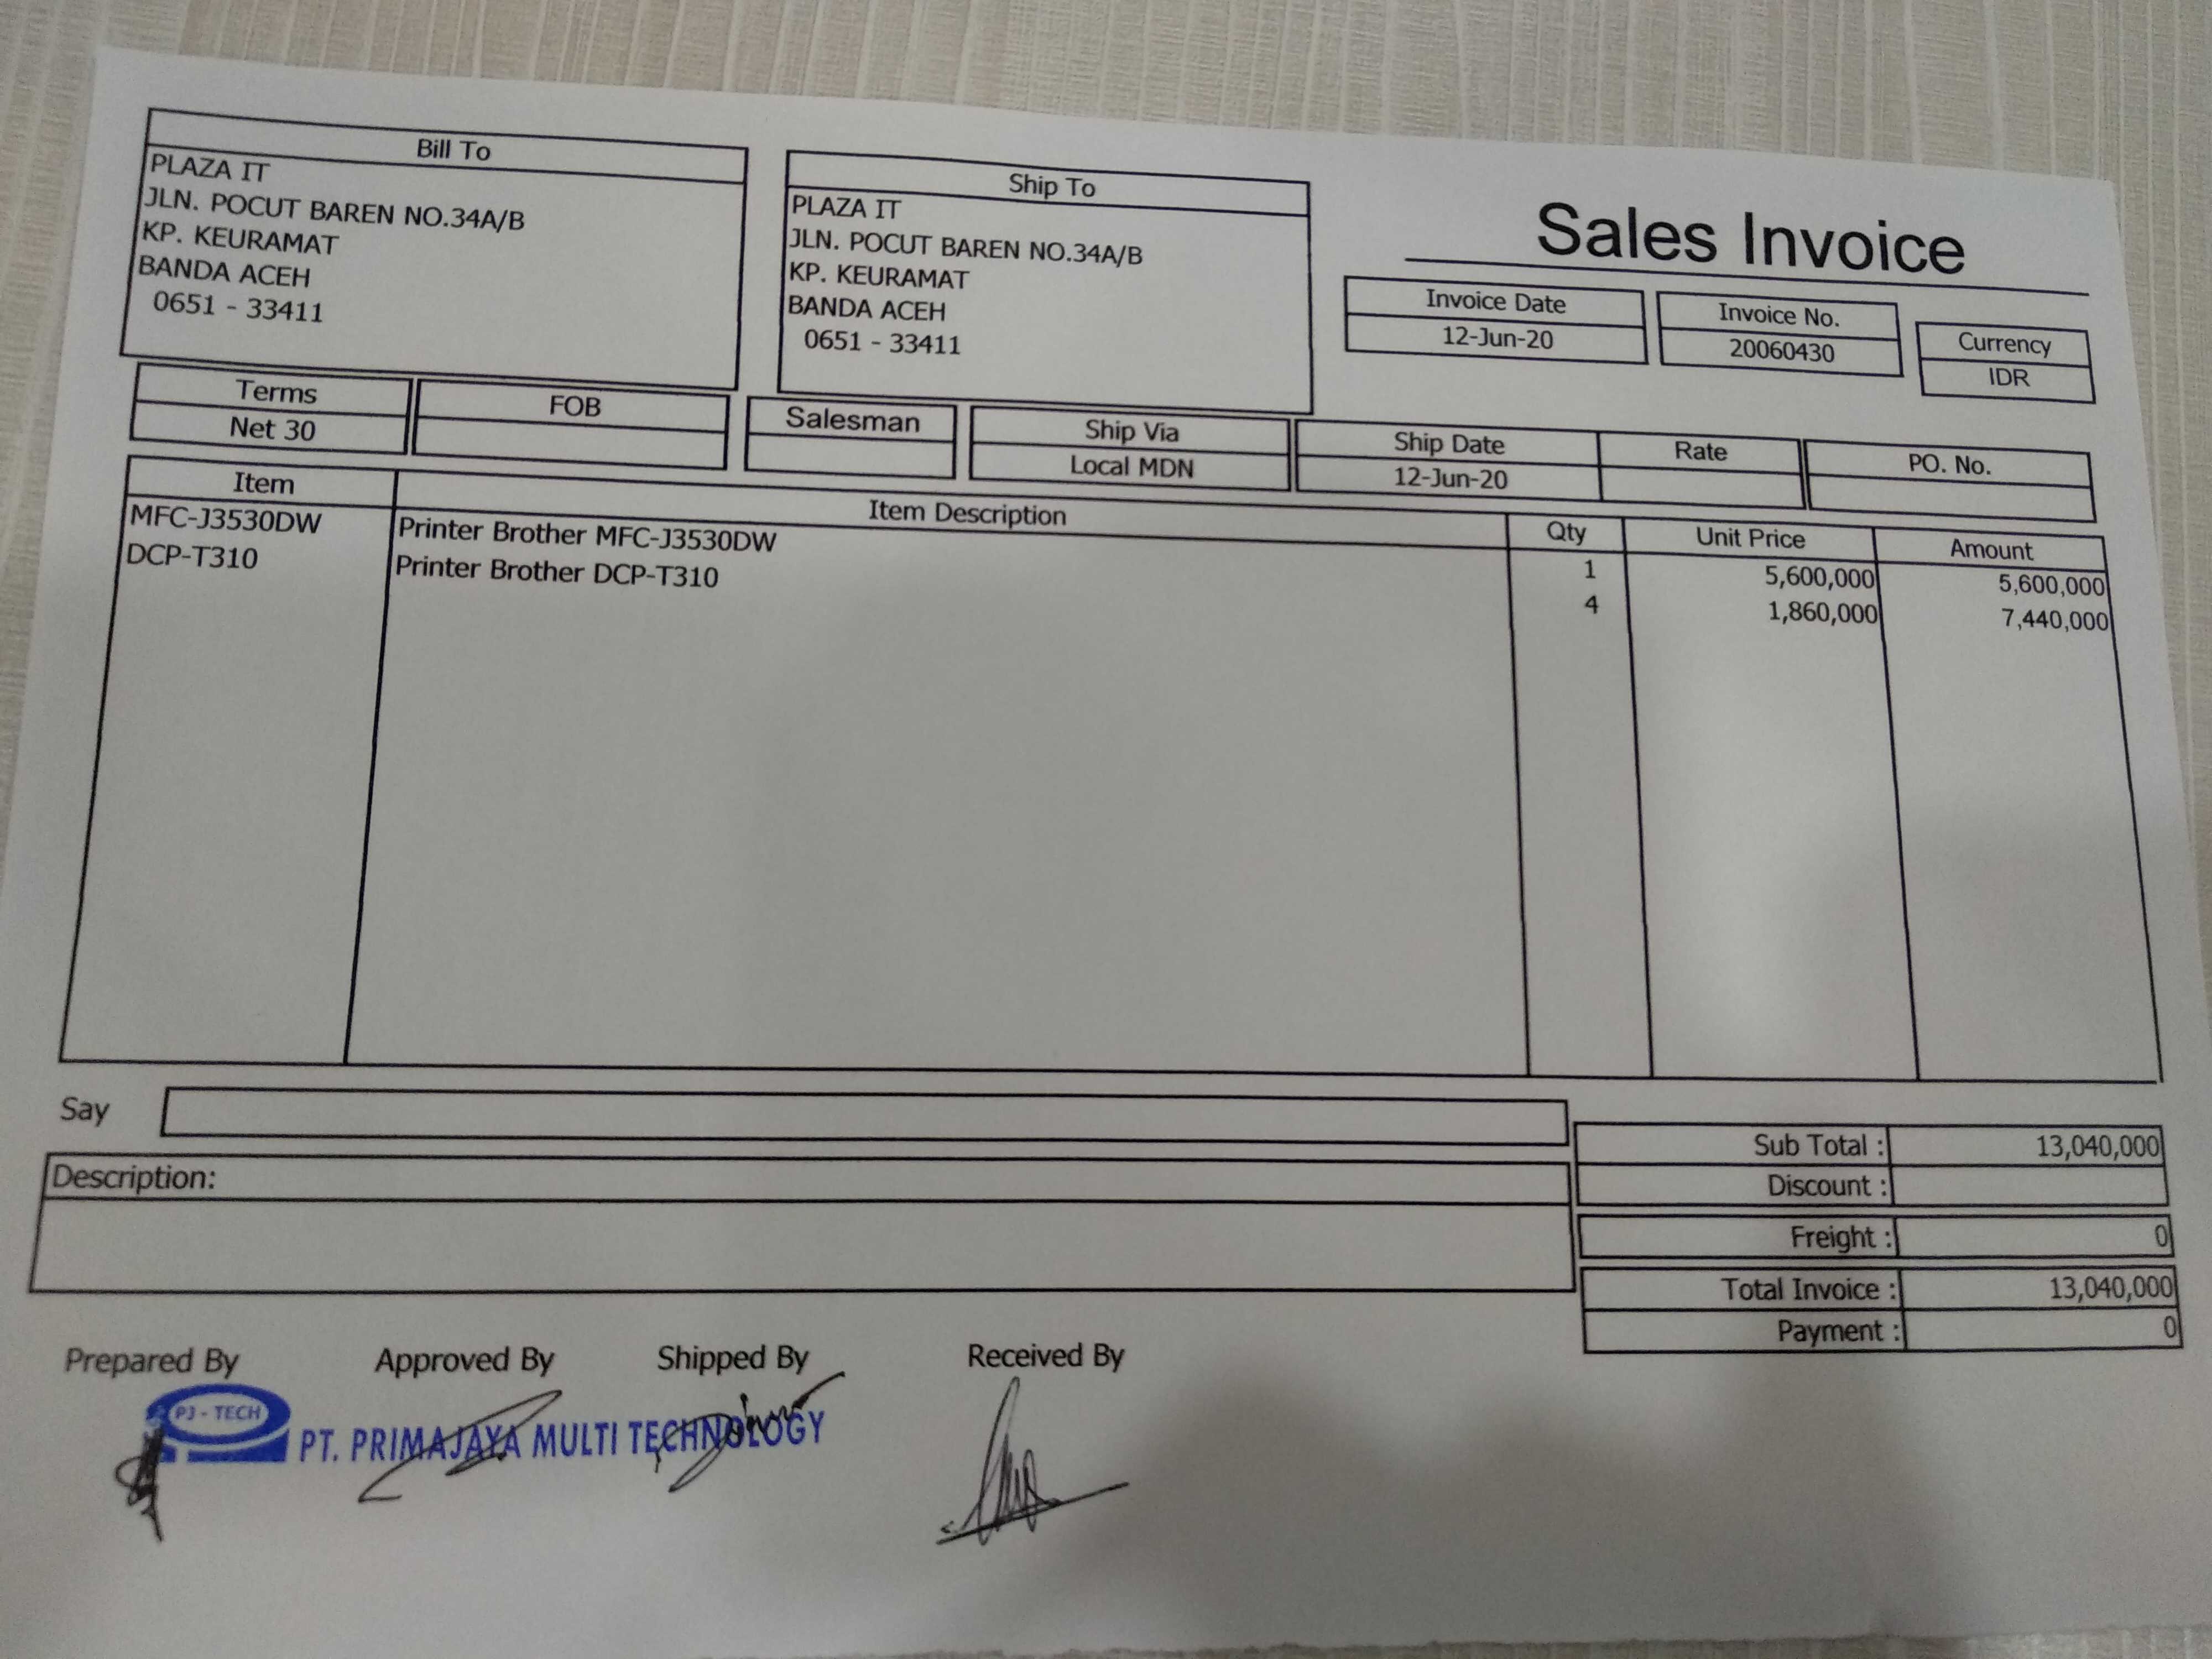 Bill To
PLAZA IT
JLN. POCUT BAREN NO.34A/B
KP. KEURAMAT
BANDA ACEH
0651 - 33411
Ship To
PLAZA IT
JLN. POCUT BAREN NO.34A/B
KP. KEURAMAT
BANDA ACEH
0651 - 33411
Sales Invoice
Invoice Date
12-Jun-20
Invoice No.
20060430
Currency
IDR
Terms
Net 30
FOB
Salesman
Ship Via
Local MDN
Ship Date
12-Jun-20
Rate
PO. No.
Item Item Description Qty Unit Price Amount
MFC-J3530DW Printer Brother MFC-J3530DW 1 5,600,000 5,600,000
DCP-T310 Printer Brother DCP-T310 4 1,860,000 7,440,000
Say
Description:
Sub Total : 13,040,000
Discount :
Freight : 0
Total Invoice : 13,040,000
Payment : 0
Prepared By Approved By Shipped By Received By
PJ - TECH
PT. PRIMAJAYA MULTI TECHNOLOGY